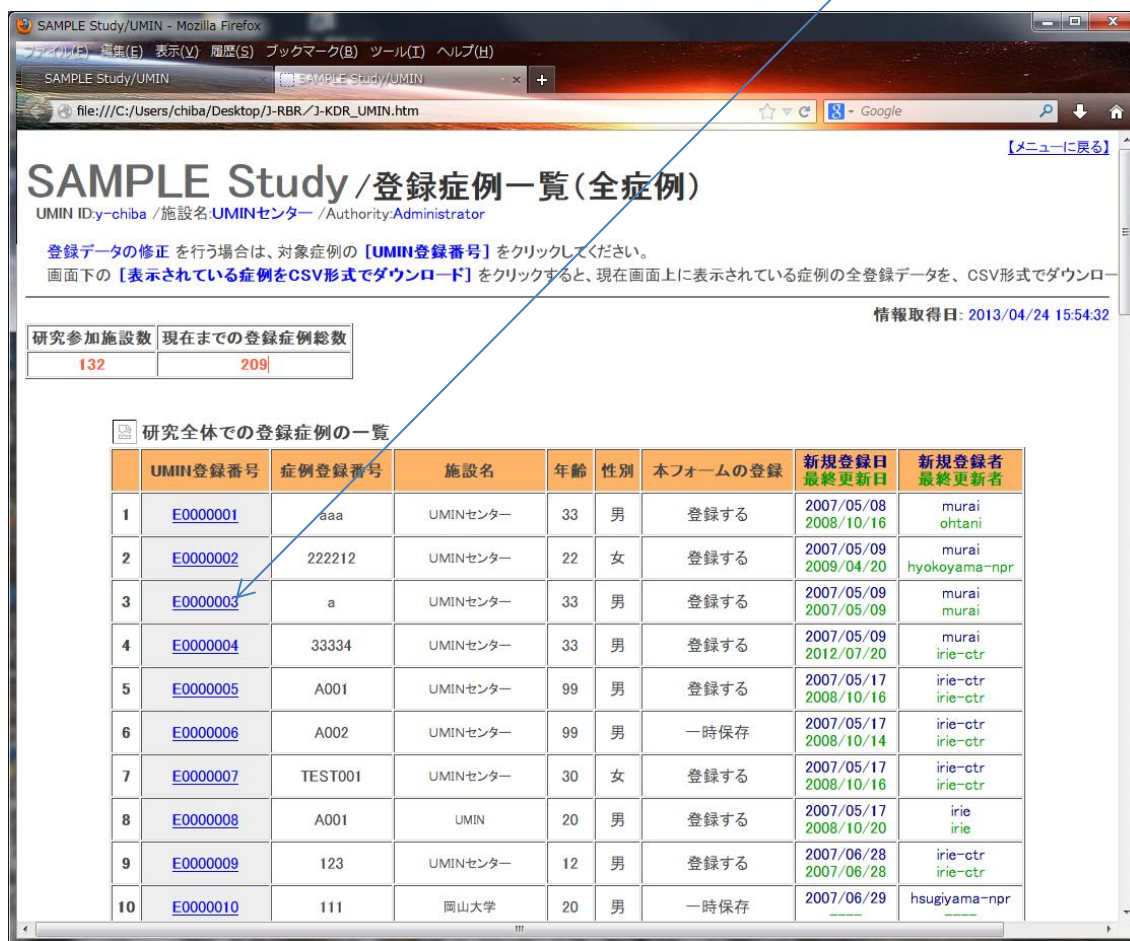 SAMPLE Study/UMIN - Mozilla Firefox
ファイル(F) 編集(E) 表示(V) 履歴(S) ブックマーク(B) ツール(T) ヘルプ(H)
SAMPLE Study/UMIN × SAMPLE Study/UMIN × +
file:///C:/Users/chiba/Desktop/J-RBR/J-KDR_UMIN.htm Google
【メニューに戻る】
SAMPLE Study /登録症例一覧(全症例)
UMIN ID:y-chiba /施設名:UMINセンター /Authority:Administrator
登録データの修正 を行う場合は、対象症例の [UMIN登録番号] をクリックしてください。
画面下の [表示されている症例をCSV形式でダウンロード] をクリックすると、現在画面上に表示されている症例の全登録データを、CSV形式でダウンロー
情報取得日: 2013/04/24 15:54:32
研究参加施設数 現在までの登録症例総数
132 209
研究全体での登録症例の一覧
UMIN登録番号 症例登録番号 施設名 年齢 性別 本フォームの登録 新規登録日 新規登録者
最終更新日 最終更新者
1 E0000001 aaa UMINセンター 33 男 登録する 2007/05/08 murai
2008/10/16 ohtani
2 E0000002 222212 UMINセンター 22 女 登録する 2007/05/09 murai
2009/04/20 hyokoyama-npr
3 E0000003 a UMINセンター 33 男 登録する 2007/05/09 murai
2007/05/09 murai
4 E0000004 33334 UMINセンター 33 男 登録する 2007/05/09 murai
2012/07/20 irie-ctr
5 E0000005 A001 UMINセンター 99 男 登録する 2007/05/17 irie-ctr
2008/10/16 irie-ctr
6 E0000006 A002 UMINセンター 99 男 一時保存 2007/05/17 irie-ctr
2008/10/14 irie-ctr
7 E0000007 TEST001 UMINセンター 30 女 登録する 2007/05/17 irie-ctr
2008/10/16 irie-ctr
8 E0000008 A001 UMIN 20 男 登録する 2007/05/17 irie
2008/10/20 irie
9 E0000009 123 UMINセンター 12 男 登録する 2007/06/28 irie-ctr
2007/06/28 irie-ctr
10 E0000010 111 岡山大学 20 男 一時保存 2007/06/29 hsugiyama-npr
---- ----